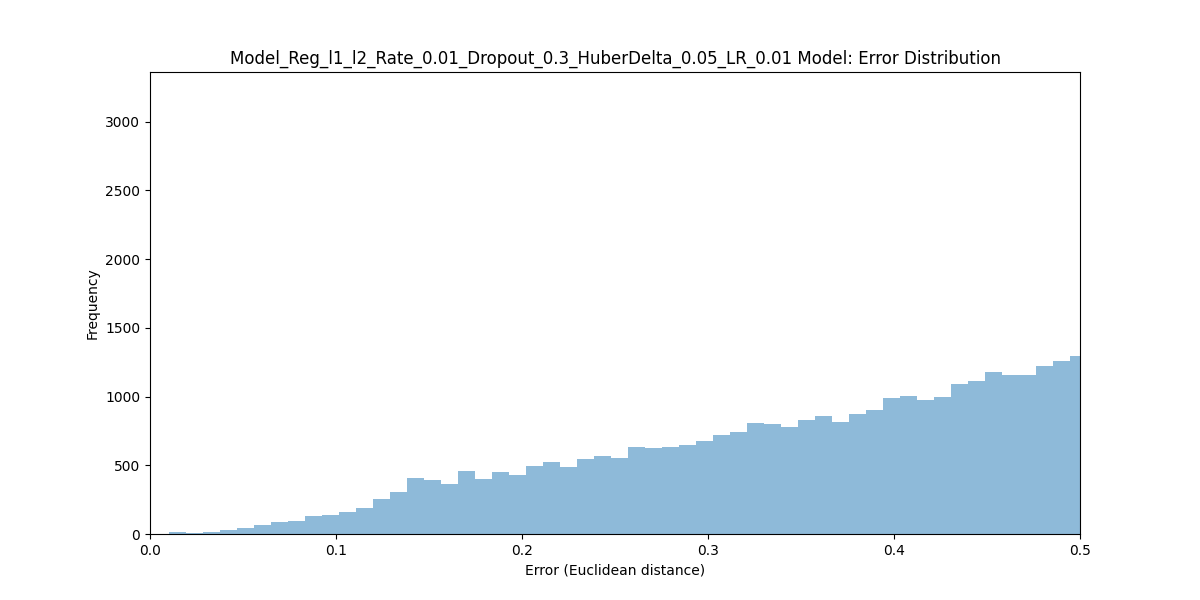 Model_Reg_l1_l2_Rate_0.01_Dropout_0.3_HuberDelta_0.05_LR_0.01 Model: Error Distribution
3000
2500
2000
1500
1000
500
0
Frequency
0.0 0.1 0.2 0.3 0.4 0.5
Error (Euclidean distance)